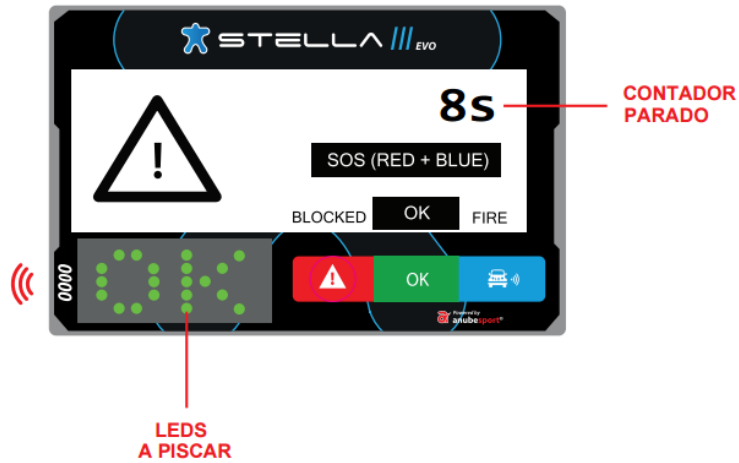 STELLA III EVO
8s
CONTADOR
PARADO
SOS (RED + BLUE)
BLOCKED OK FIRE
0000
OK
OK
Powered by
anubesport®
LEDS
A PISCAR